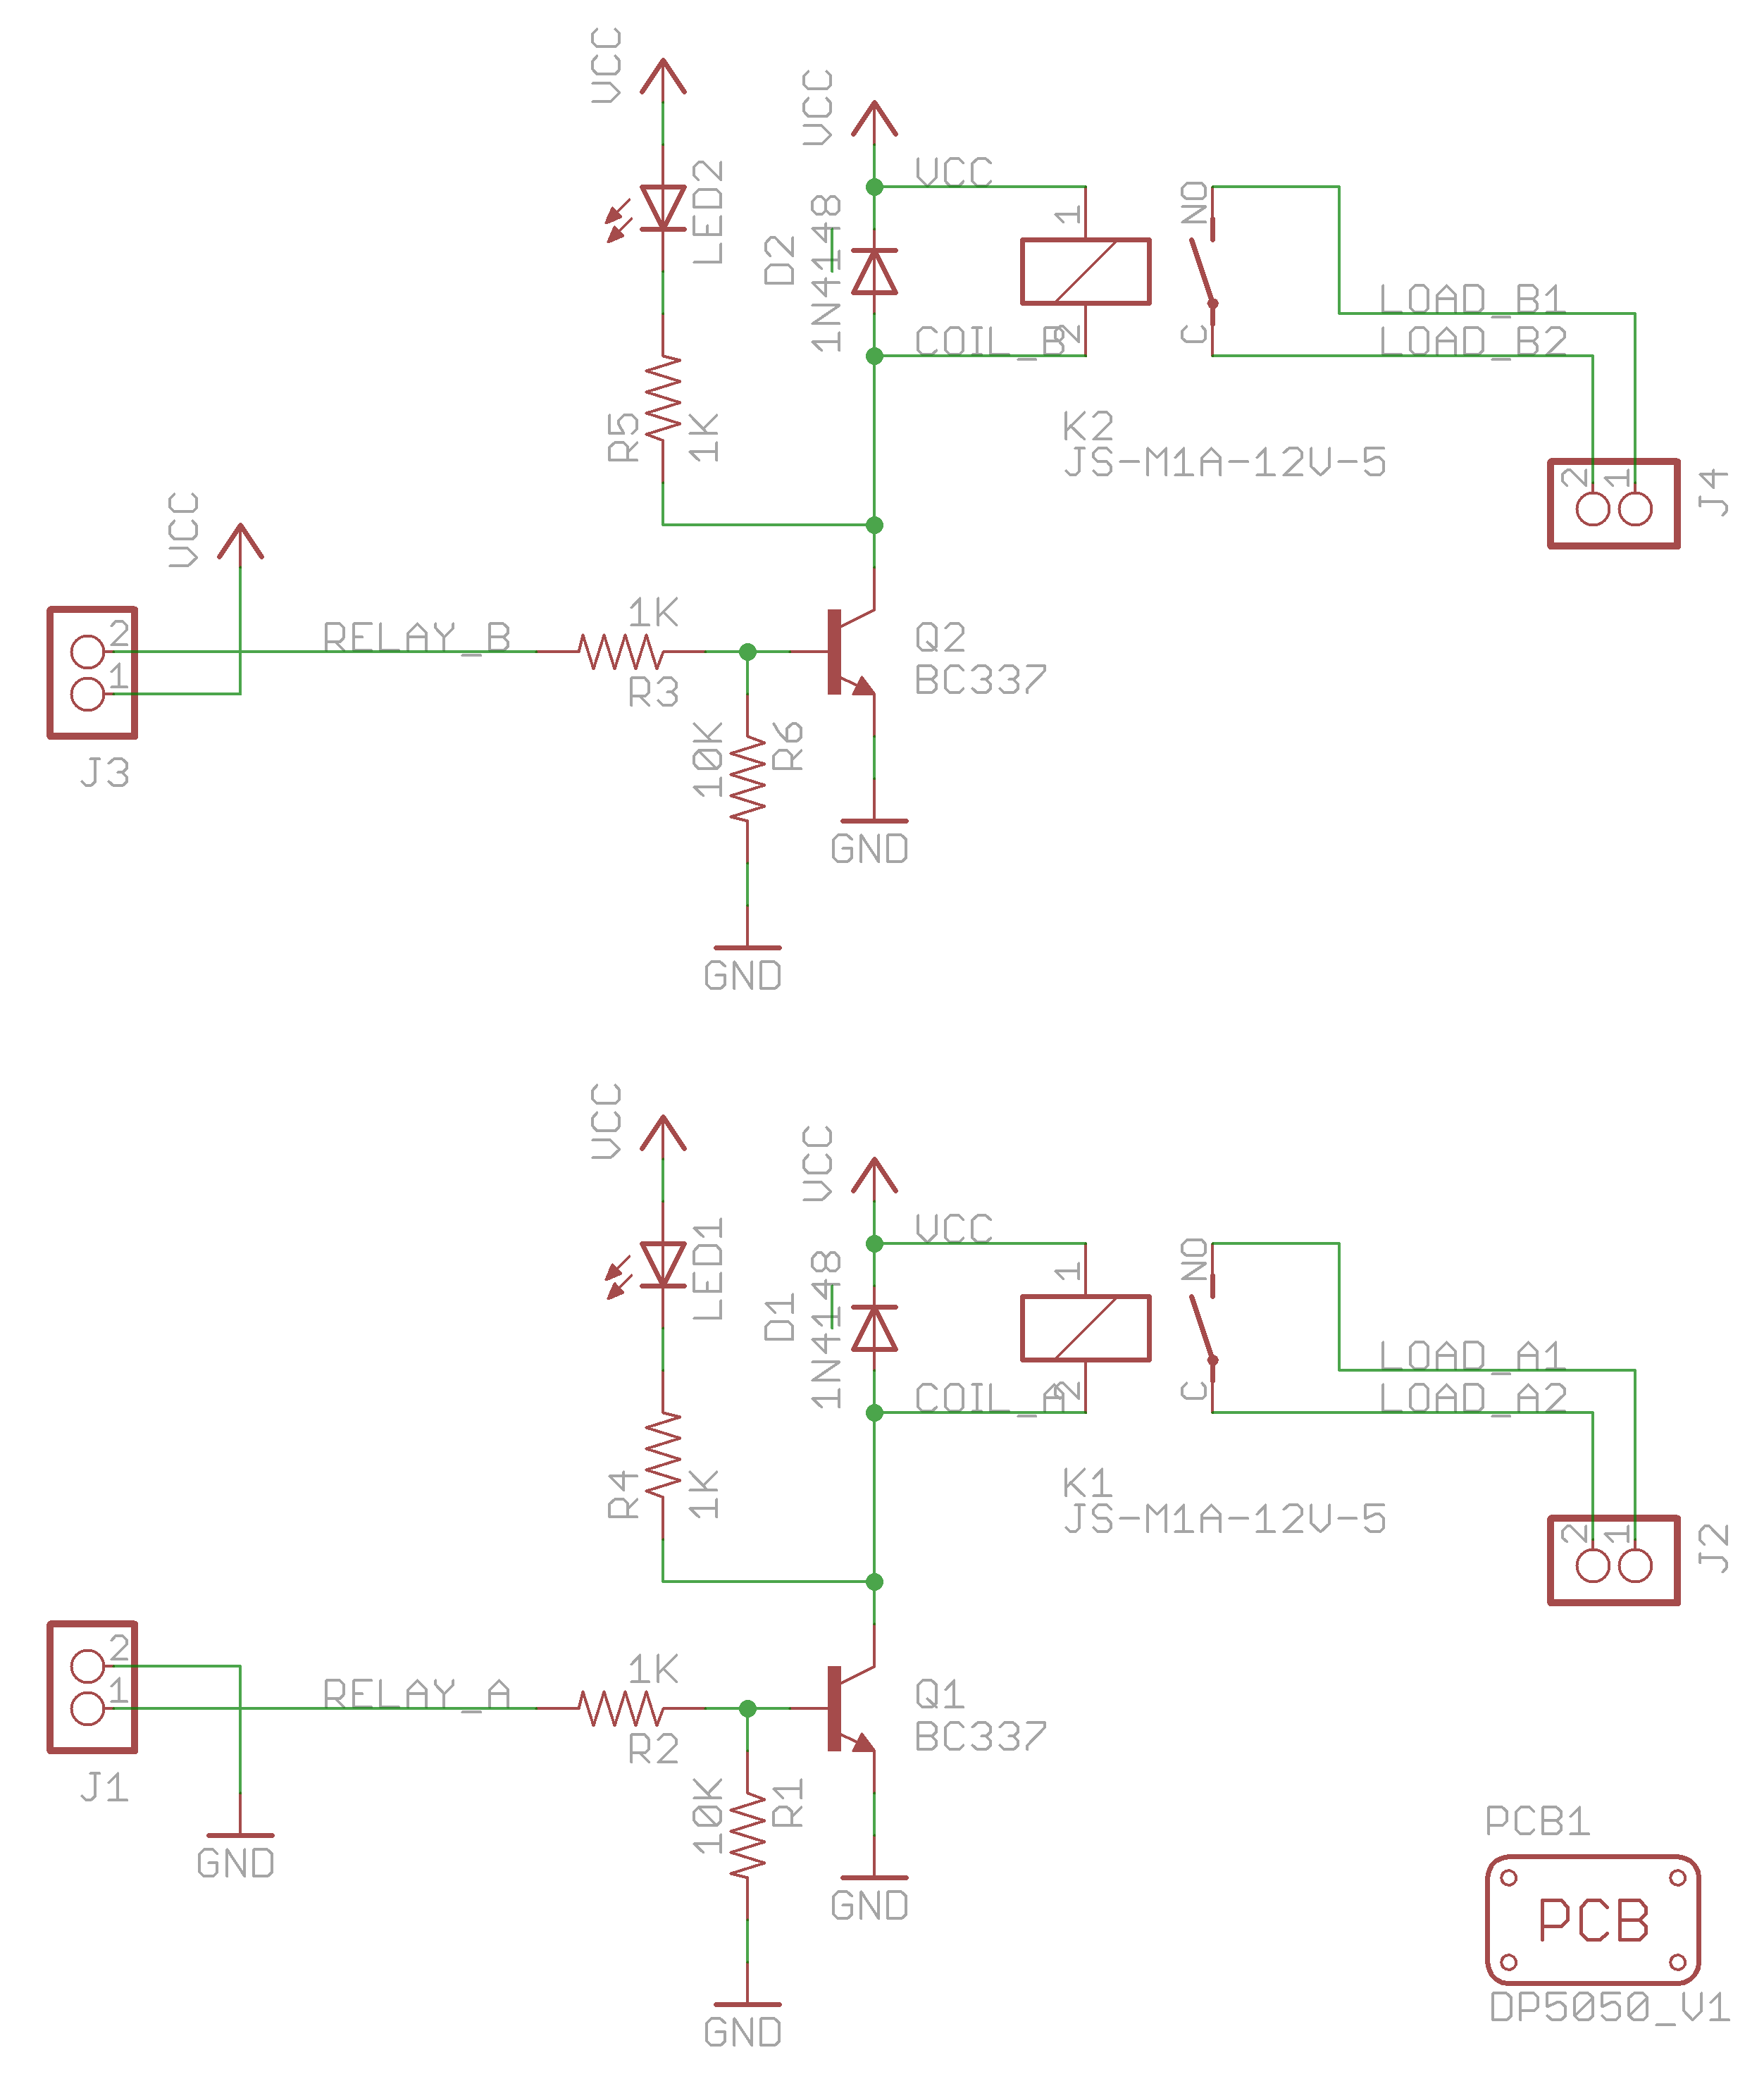 VCC
VCC
LED2
VCC
D2
1N4148
1
NO
COIL_B
2
C
LOAD_B1
LOAD_B2
R5
1K
K2
JS-M1A-12V-5
2
1
J4
VCC
2
1
J3
RELAY_B
1K
R3
Q2
BC337
10K
R6
GND
GND
VCC
VCC
LED1
VCC
D1
1N4148
1
NO
COIL_A
2
C
LOAD_A1
LOAD_A2
R4
1K
K1
JS-M1A-12V-5
2
1
J2
2
1
J1
RELAY_A
1K
R2
Q1
BC337
10K
R1
GND
GND
GND
PCB1
PCB
DP5050_V1